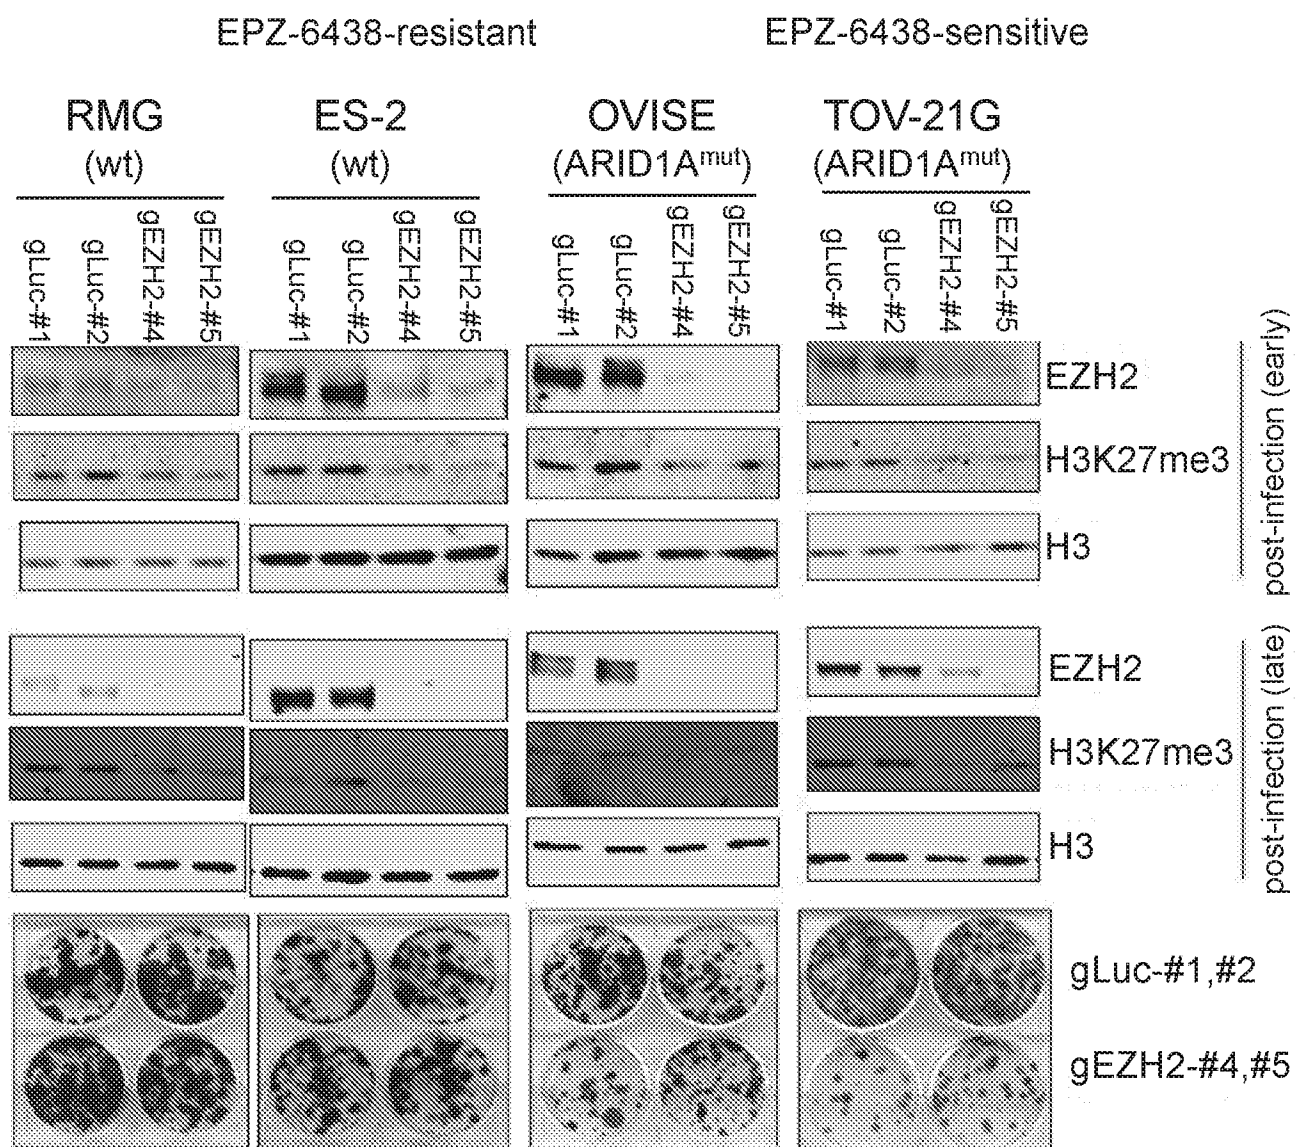 EPZ-6438-resistant EPZ-6438-sensitive
RMG ES-2 OVISE TOV-21G
(wt) (wt) (ARID1Amut) (ARID1Amut)
gLuc-#1 gLuc-#2 gEZH2-#4 gEZH2-#5 gLuc-#1 gLuc-#2 gEZH2-#4 gEZH2-#5 gLuc-#1 gLuc-#2 gEZH2-#4 gEZH2-#5 gLuc-#1 gLuc-#2 gEZH2-#4 gEZH2-#5
EZH2
H3K27me3
H3
post-infection (early)
EZH2
H3K27me3
H3
post-infection (late)
gLuc-#1,#2
gEZH2-#4,#5